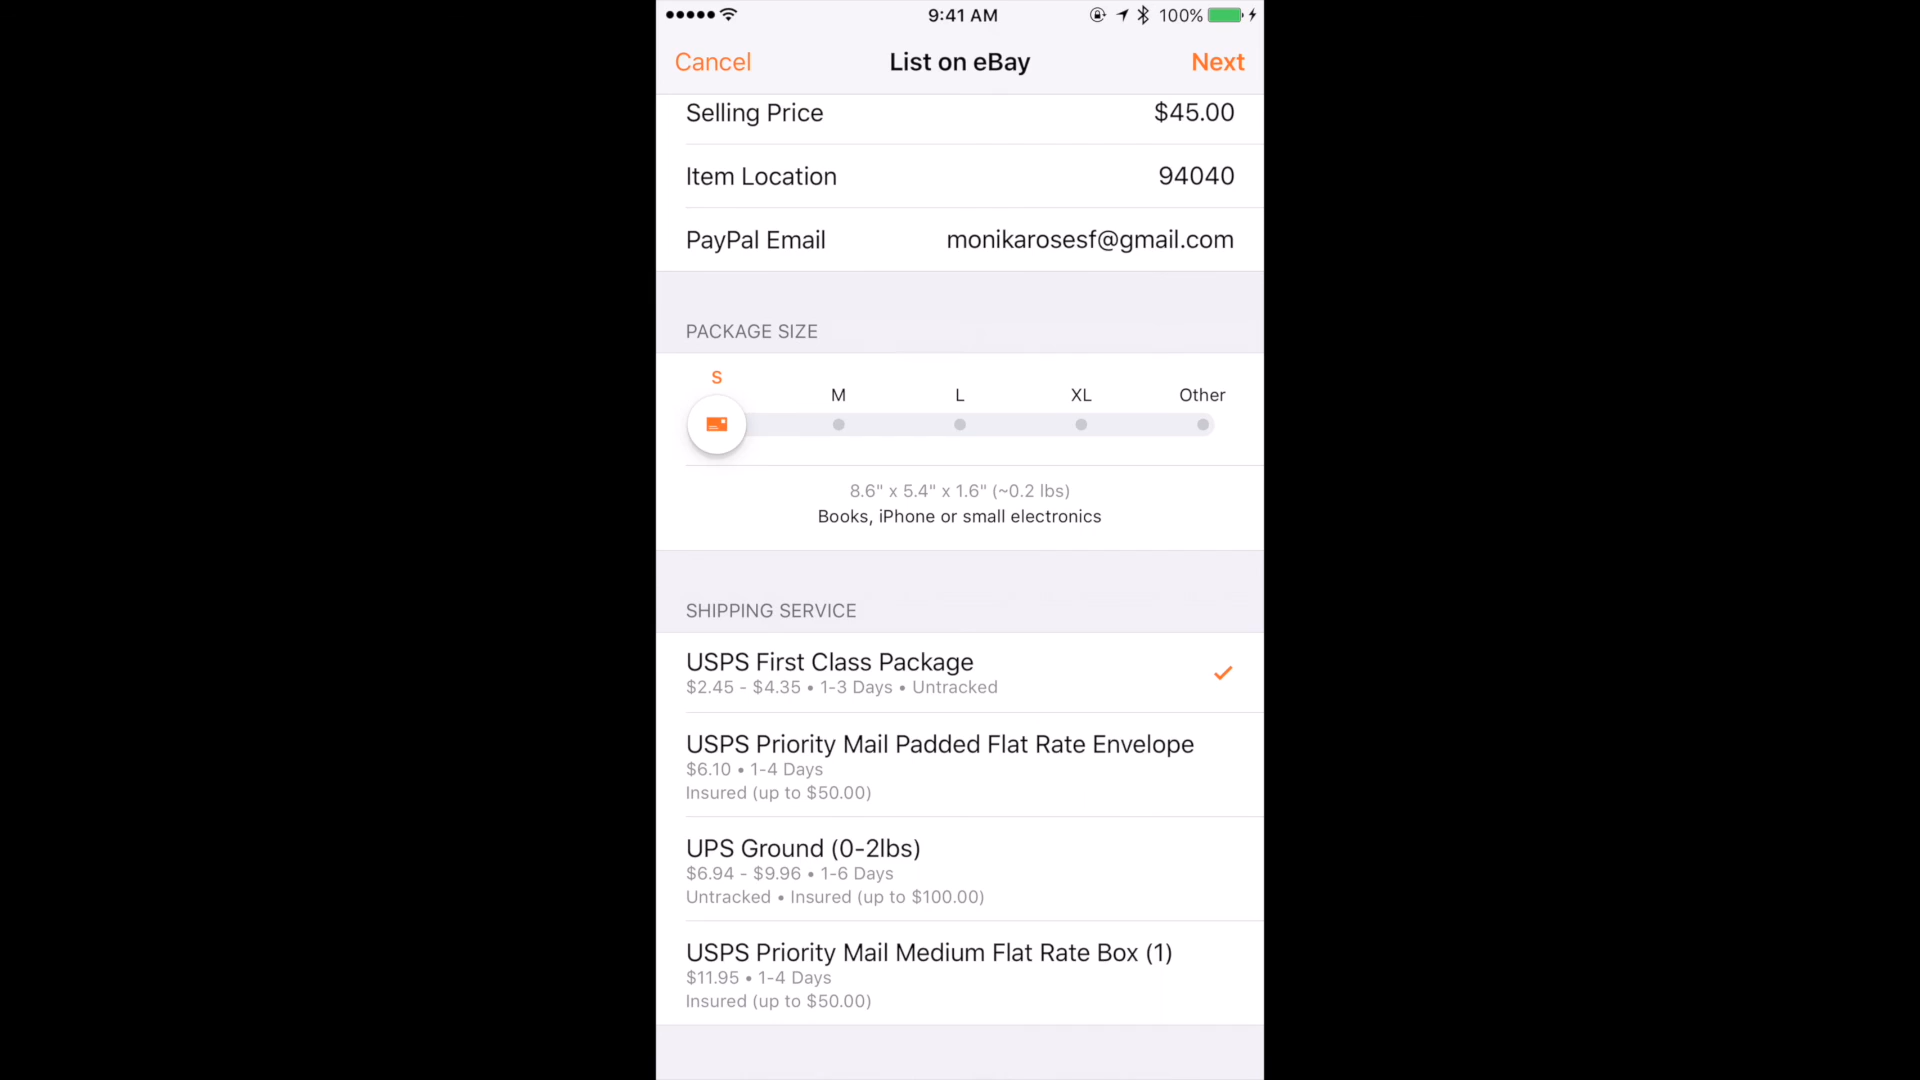 9:41 AM
100%
Cancel
List on eBay
Next
Selling Price
$45.00
Item Location
94040
PayPal Email
monikarosesf@gmail.com
PACKAGE SIZE
S
M
L
XL
Other
8.6" x 5.4" x 1.6" (~0.2 lbs)
Books, iPhone or small electronics
SHIPPING SERVICE
USPS First Class Package
$2.45 - $4.35 • 1-3 Days • Untracked
USPS Priority Mail Padded Flat Rate Envelope
$6.10 • 1-4 Days
Insured (up to $50.00)
UPS Ground (0-2lbs)
$6.94 - $9.96 • 1-6 Days
Untracked • Insured (up to $100.00)
USPS Priority Mail Medium Flat Rate Box (1)
$11.95 • 1-4 Days
Insured (up to $50.00)